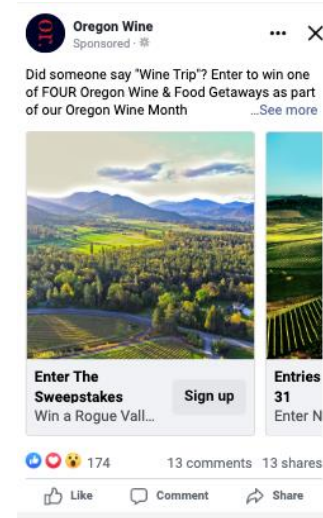 or.
Oregon Wine
Sponsored ·
Did someone say "Wine Trip"? Enter to win one
of FOUR Oregon Wine & Food Getaways as part
of our Oregon Wine Month ...See more
Enter The
Sweepstakes
Win a Rogue Vall...
Sign up
Entries
31
Enter N
174
13 comments 13 shares
Like Comment Share